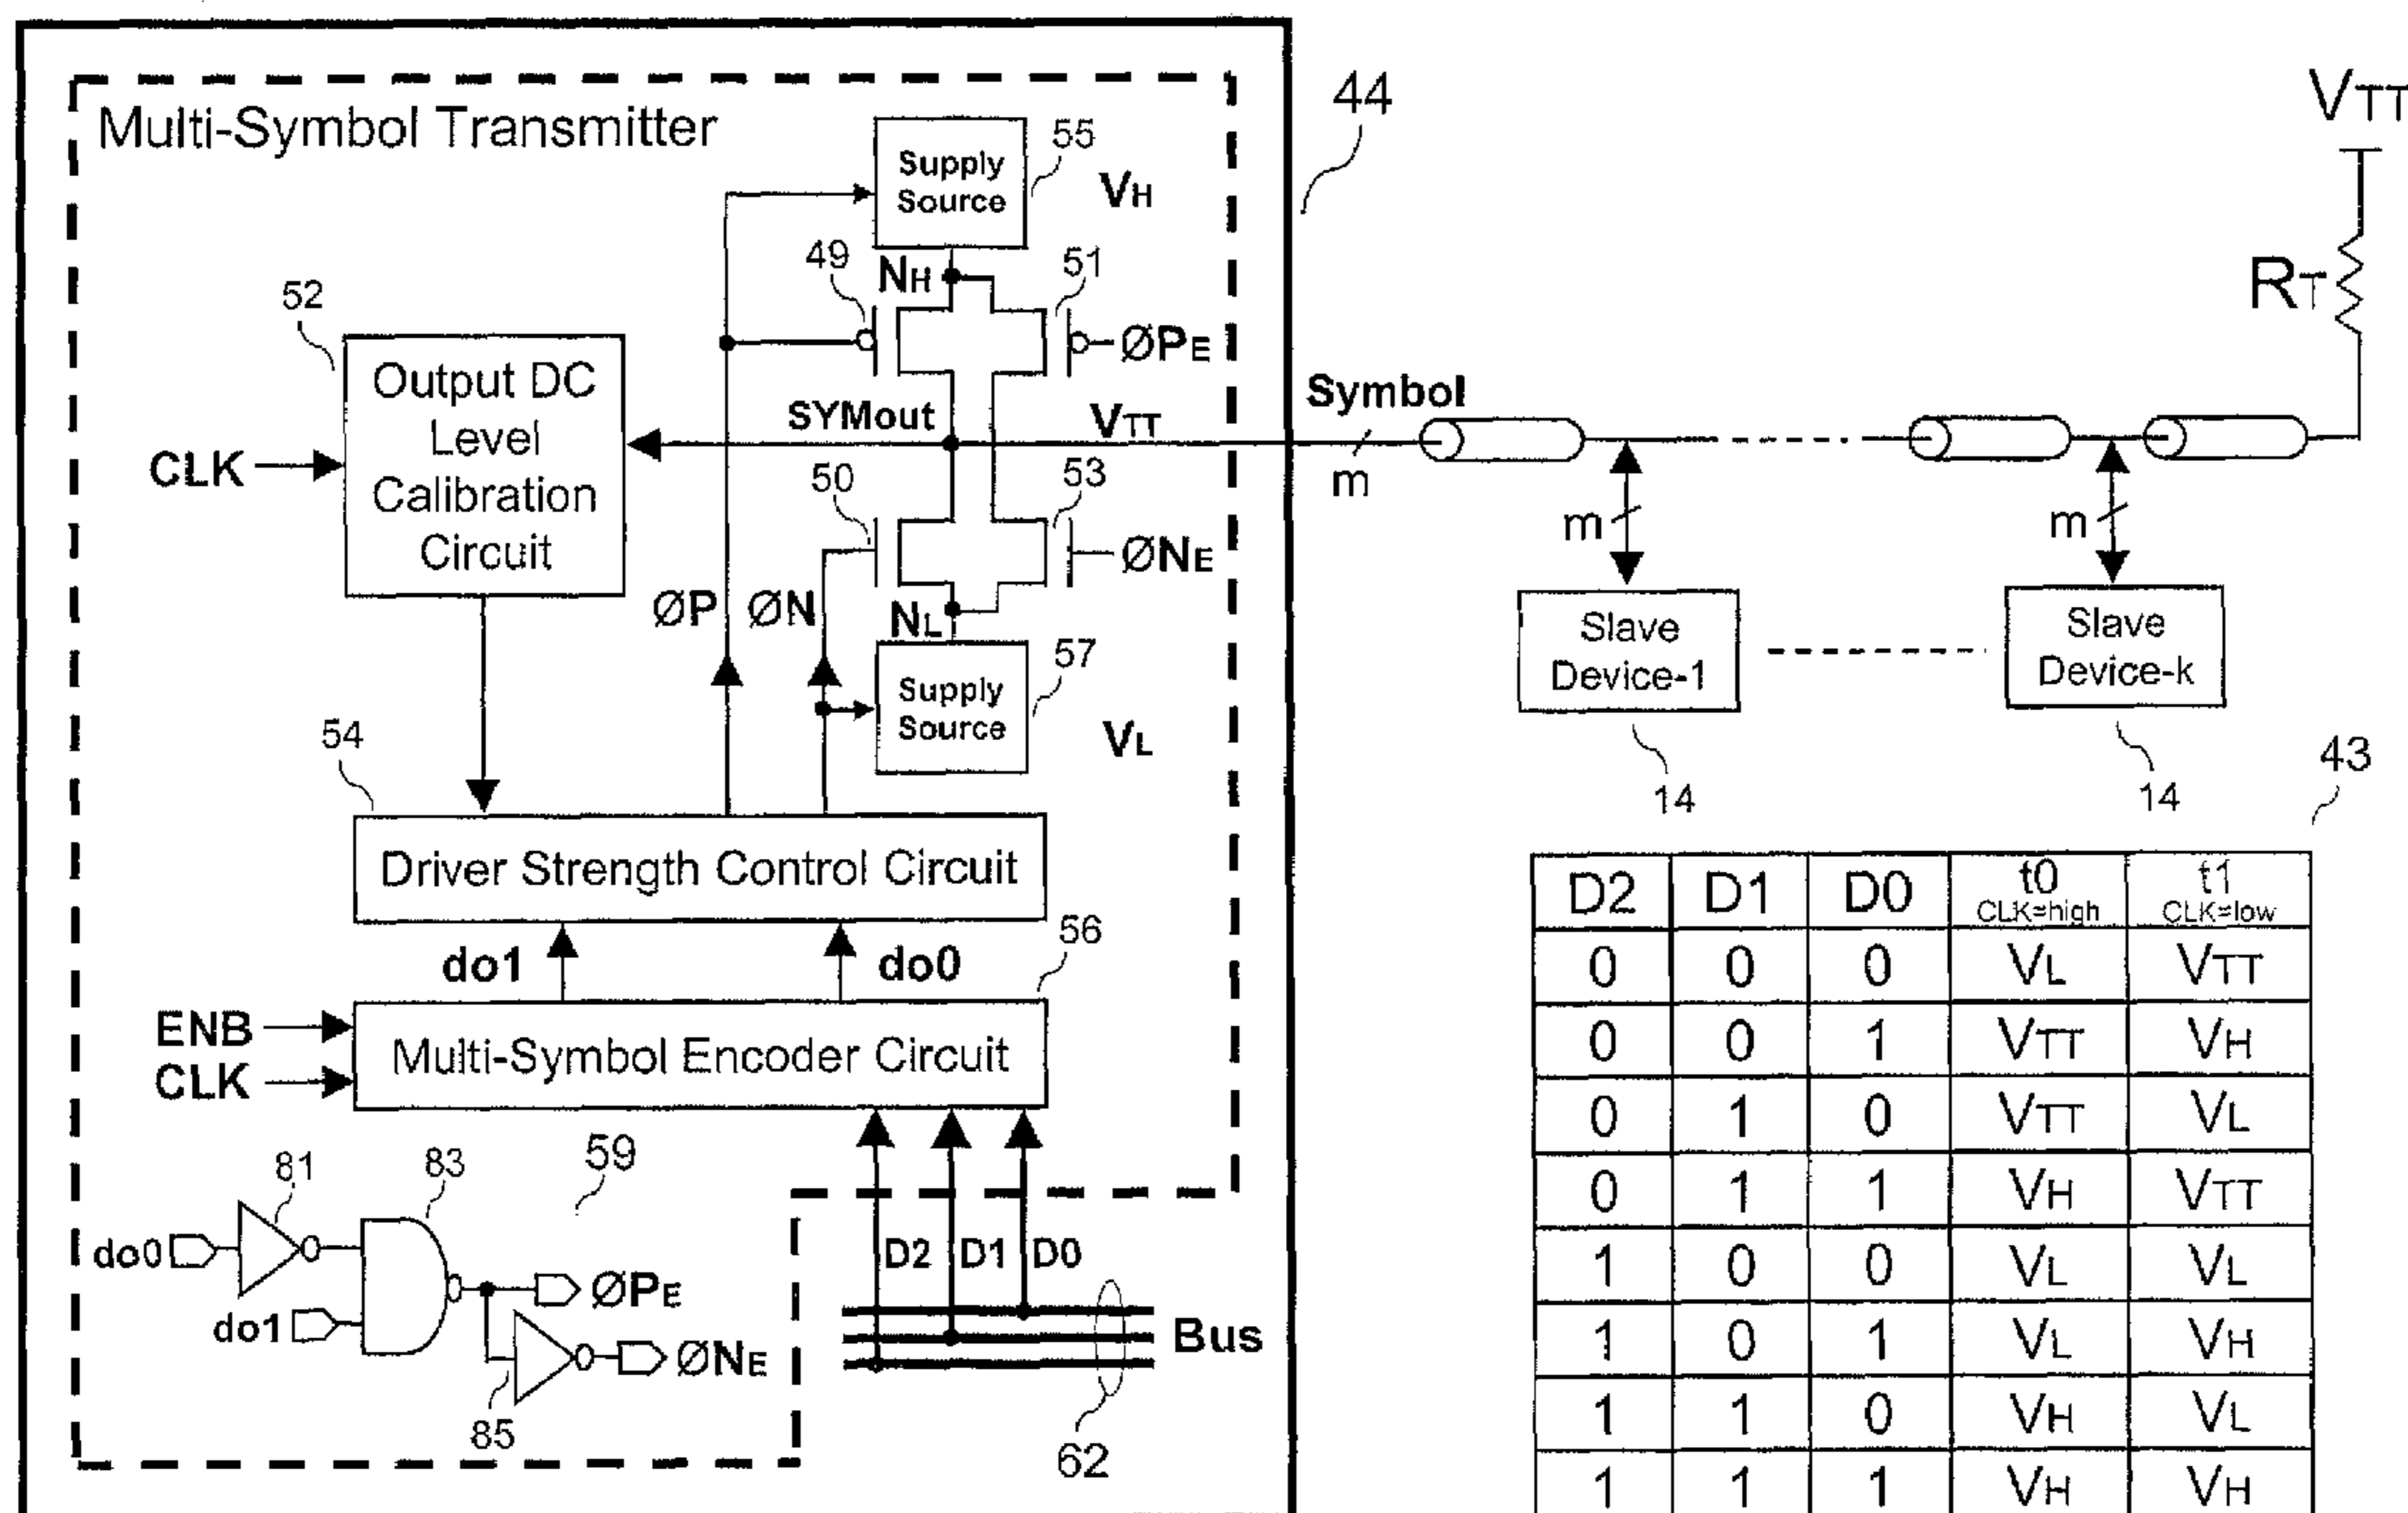 Multi-Symbol Transmitter
44
VTT
RT
55
Supply
Source
VH
49
NH
51
ØPE
52
Output DC
Level
Calibration
Circuit
CLK
SYMout
VTT
Symbol
m
50
53
ØNE
ØP
ØN
NL
57
Supply
Source
VL
m
m
Slave
Device-1
Slave
Device-k
14
14
54
Driver Strength Control Circuit
do1
do0
56
ENB
CLK
Multi-Symbol Encoder Circuit
81
83
59
do0
do1
ØPE
ØNE
85
D2
D1
D0
Bus
62
43
D2 D1 D0 t0 CLK=high t1 CLK=low
0 0 0 VL VTT
0 0 1 VTT VH
0 1 0 VTT VL
0 1 1 VH VTT
1 0 0 VL VL
1 0 1 VL VH
1 1 0 VH VL
1 1 1 VH VH